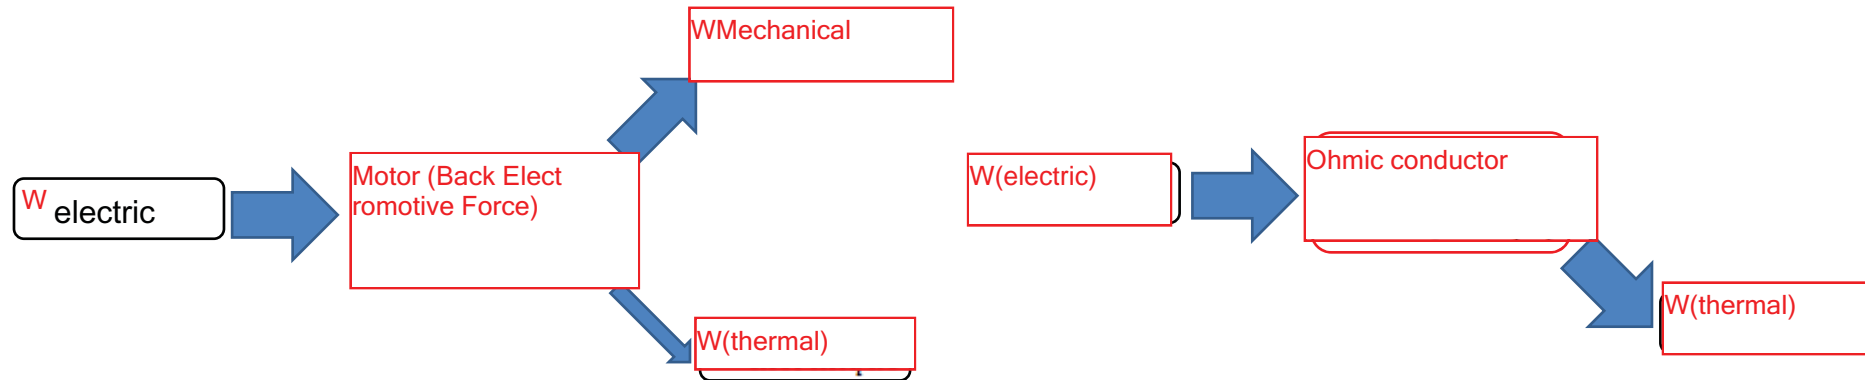 WMechanical
W electric
Motor (Back Elect
romotive Force)
W(thermal)
W(electric)
Ohmic conductor
W(thermal)